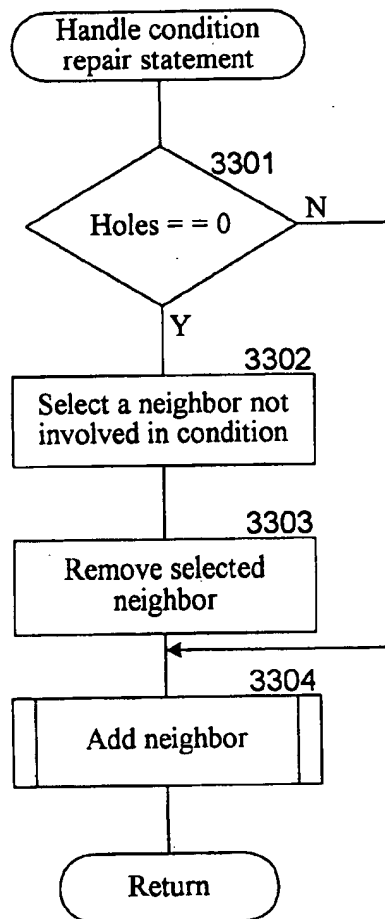 Handle condition
repair statement
3301
Holes = = 0
N
Y
3302
Select a neighbor not
involved in condition
3303
Remove selected
neighbor
3304
Add neighbor
Return